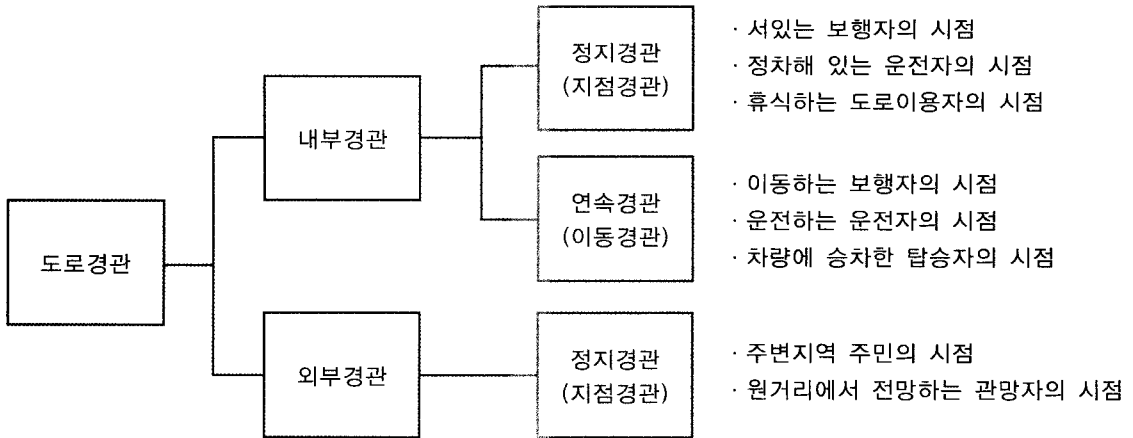 정지경관
(지점경관)
· 서있는 보행자의 시점
· 정차해 있는 운전자의 시점
· 휴식하는 도로이용자의 시점
내부경관
연속경관
(이동경관)
· 이동하는 보행자의 시점
· 운전하는 운전자의 시점
· 차량에 승차한 탑승자의 시점
도로경관
외부경관
정지경관
(지점경관)
· 주변지역 주민의 시점
· 원거리에서 전망하는 관망자의 시점